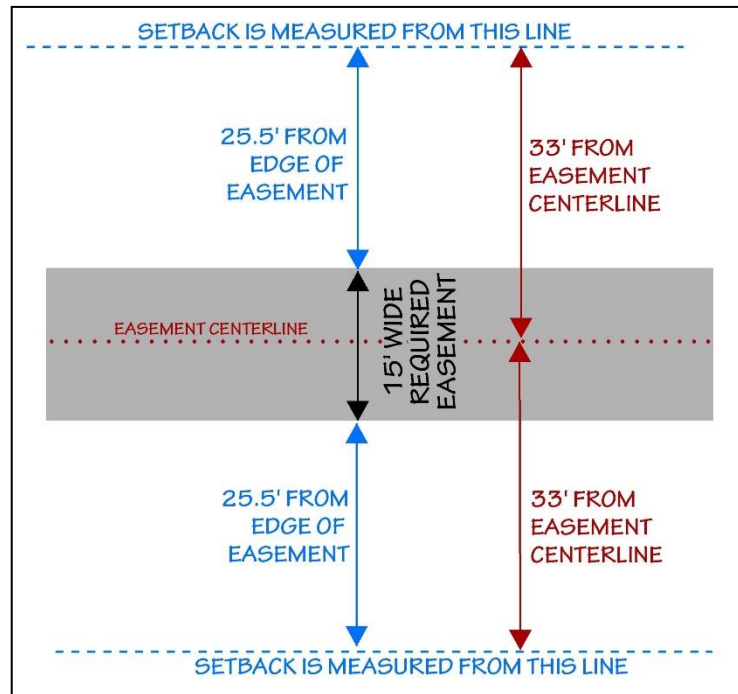 SETBACK IS MEASURED FROM THIS LINE
25.5' FROM
EDGE OF
EASEMENT
33' FROM
EASEMENT
CENTERLINE
EASEMENT CENTERLINE
15' WIDE
REQUIRED
EASEMENT
25.5' FROM
EDGE OF
EASEMENT
33' FROM
EASEMENT
CENTERLINE
SETBACK IS MEASURED FROM THIS LINE